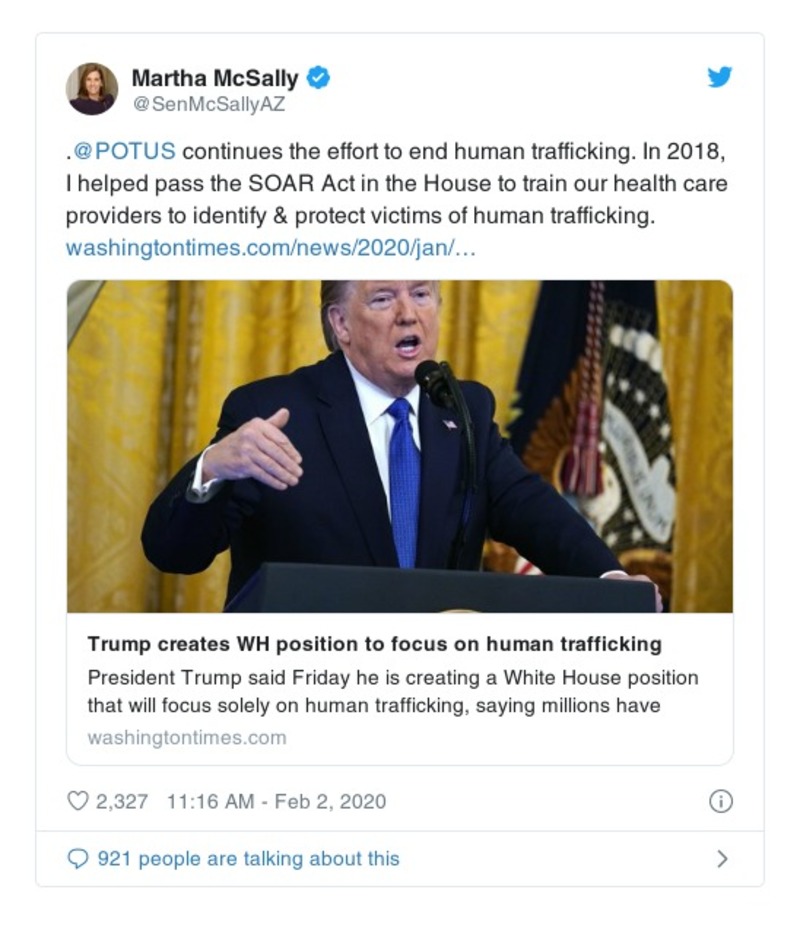 Martha McSally
@SenMcSallyAZ
.@POTUS continues the effort to end human trafficking. In 2018,
I helped pass the SOAR Act in the House to train our health care
providers to identify & protect victims of human trafficking.
washingtontimes.com/news/2020/jan/…
Trump creates WH position to focus on human trafficking
President Trump said Friday he is creating a White House position
that will focus solely on human trafficking, saying millions have
washingtontimes.com
2,327 11:16 AM - Feb 2, 2020
921 people are talking about this